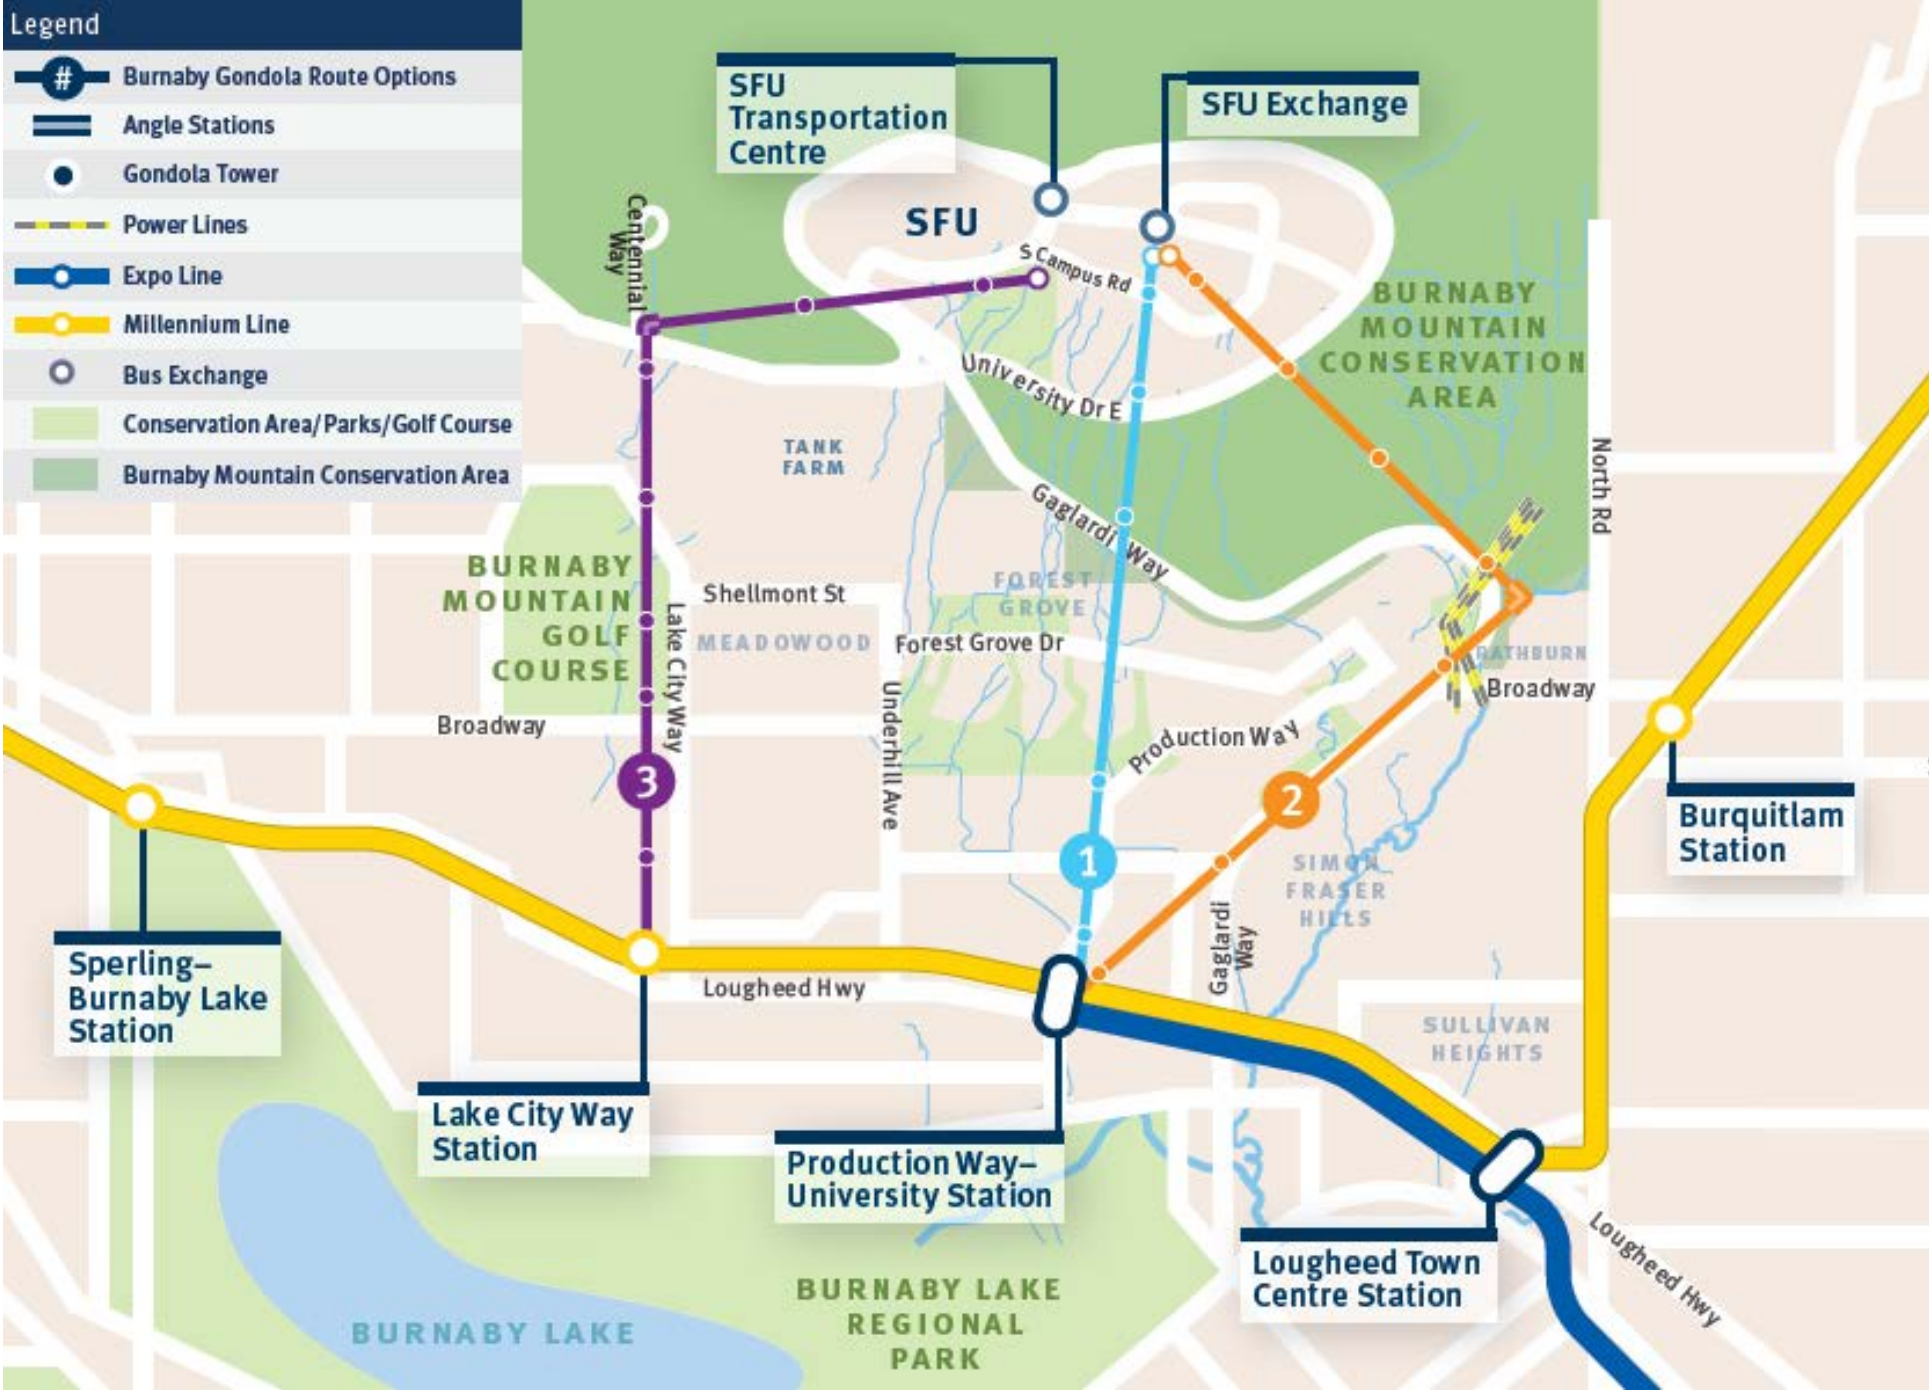 Legend
#
Burnaby Gondola Route Options
Angle Stations
Gondola Tower
Power Lines
Expo Line
Millennium Line
Bus Exchange
Conservation Area/Parks/Golf Course
Burnaby Mountain Conservation Area
SFU
Transportation
Centre
SFU Exchange
SFU
Centennial
Way
S Campus Rd
BURNABY
MOUNTAIN
CONSERVATION
AREA
University Dr E
TANK
FARM
North Rd
Gaglardi Way
BURNABY
MOUNTAIN
GOLF
COURSE
Shellmont St
FOREST
GROVE
MEADOWOOD
Forest Grove Dr
Lake City Way
RATHBURN
Broadway
Broadway
Underhill Ave
Production Way
3
2
1
Burquitlam
Station
SIMON
FRASER
HILLS
Gaglardi
Way
Sperling–
Burnaby Lake
Station
Lougheed Hwy
SULLIVAN
HEIGHTS
Lake City Way
Station
Production Way–
University Station
Lougheed Town
Centre Station
Lougheed Hwy
BURNABY LAKE
BURNABY LAKE
REGIONAL
PARK